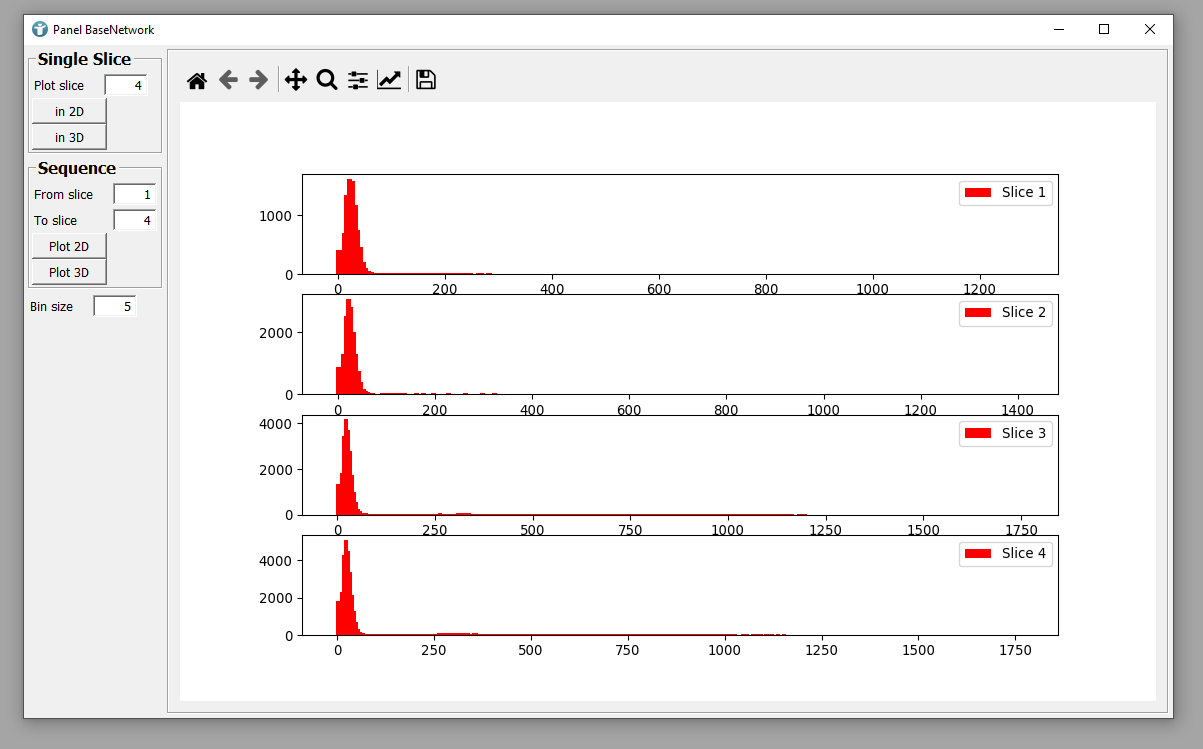 Panel BaseNetwork
Single Slice
Plot slice 4
in 2D
in 3D
Sequence
From slice 1
To slice 4
Plot 2D
Plot 3D
Bin size 5
Slice 1
1000
0
0 200 400 600 800 1000 1200
Slice 2
2000
0
0 200 400 600 800 1000 1200 1400
Slice 3
4000
2000
0
0 250 500 750 1000 1250 1500 1750
Slice 4
4000
2000
0
0 250 500 750 1000 1250 1500 1750